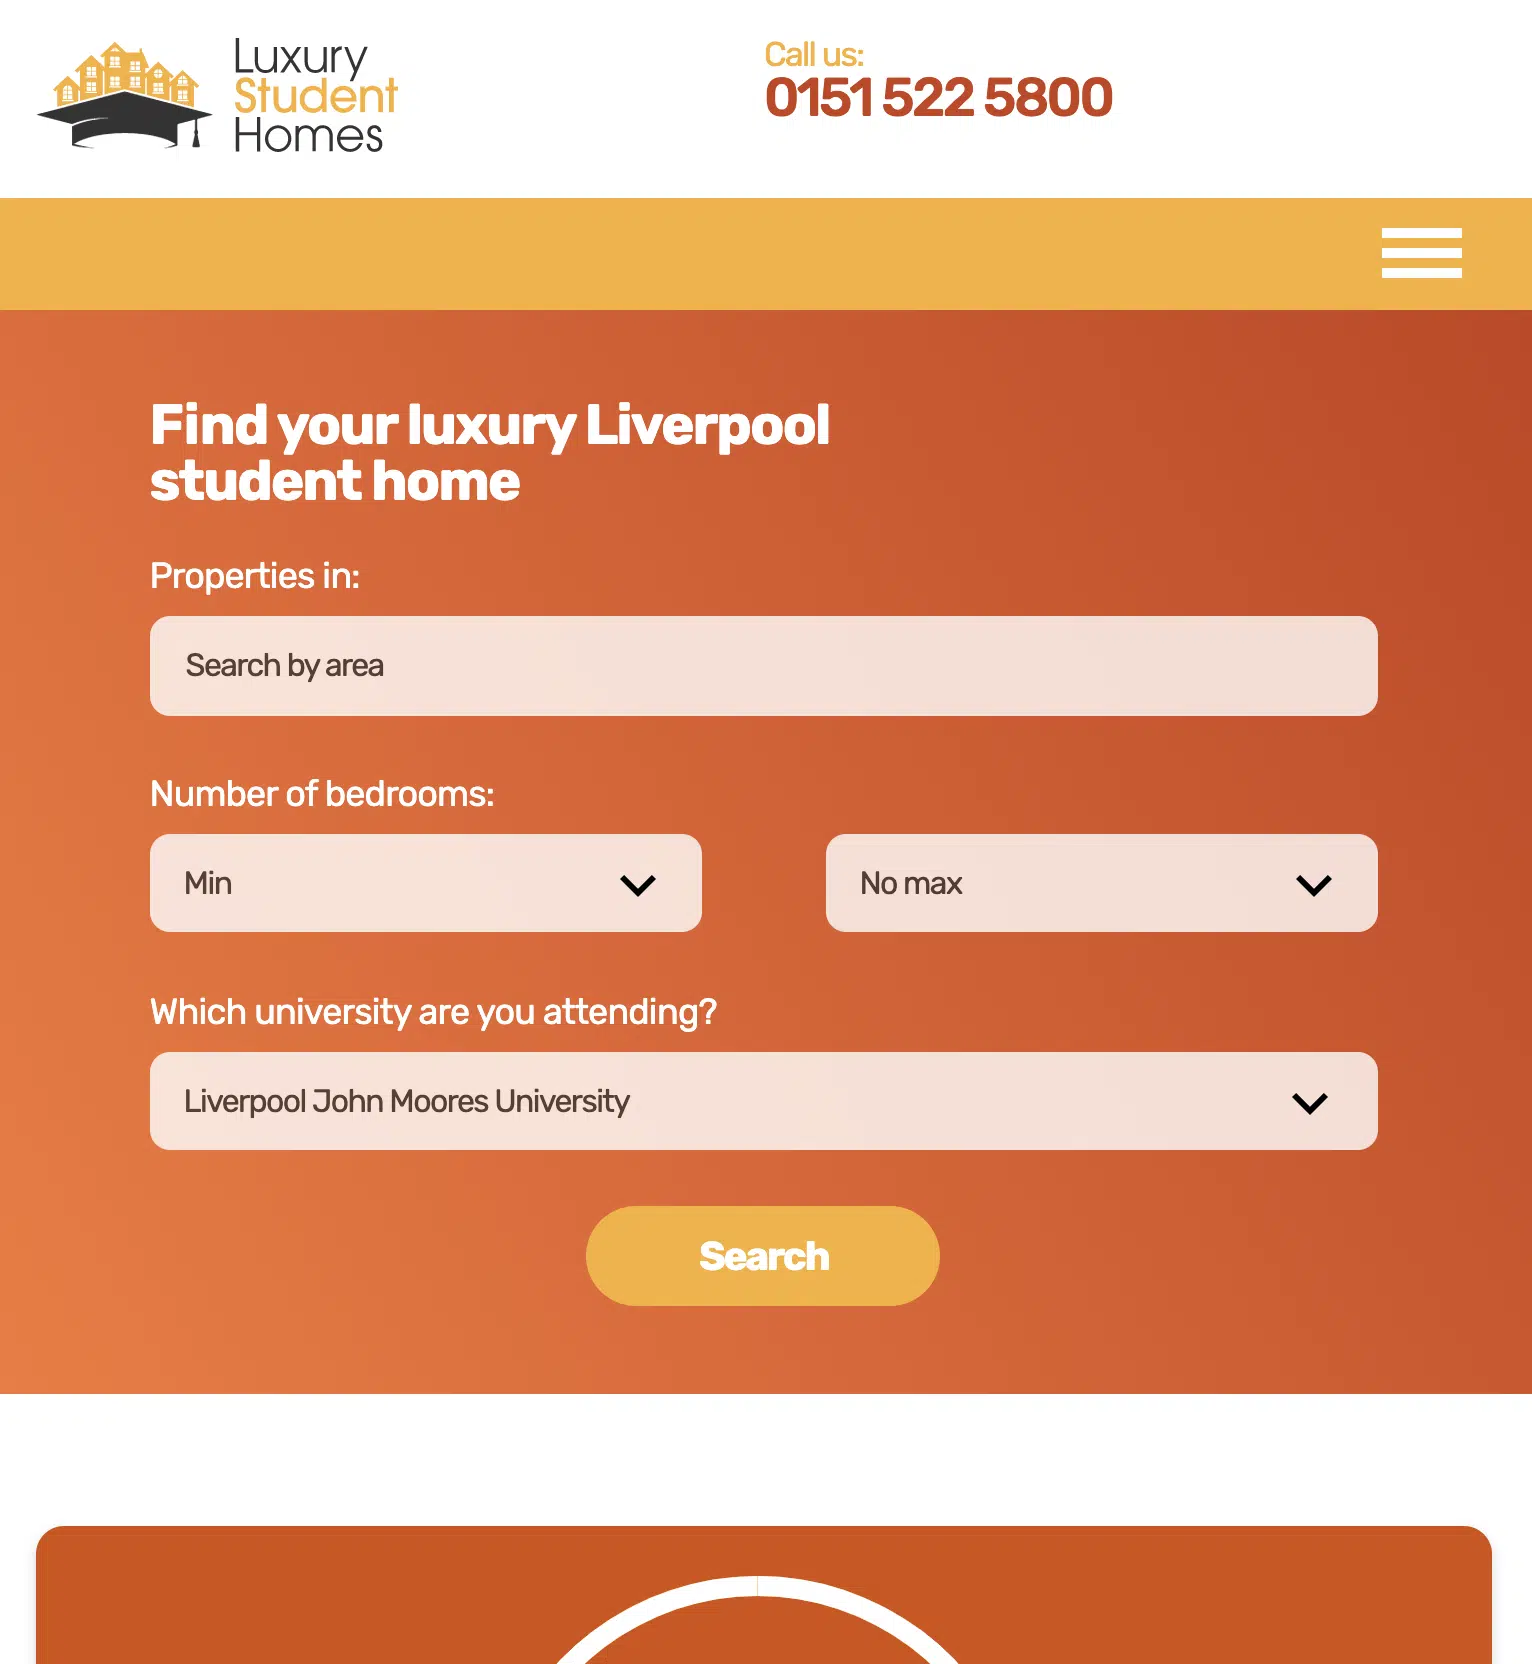 Luxury
Student
Homes
Call us:
0151 522 5800
Find your luxury Liverpool
student home
Properties in:
Search by area
Number of bedrooms:
Min
No max
Which university are you attending?
Liverpool John Moores University
Search